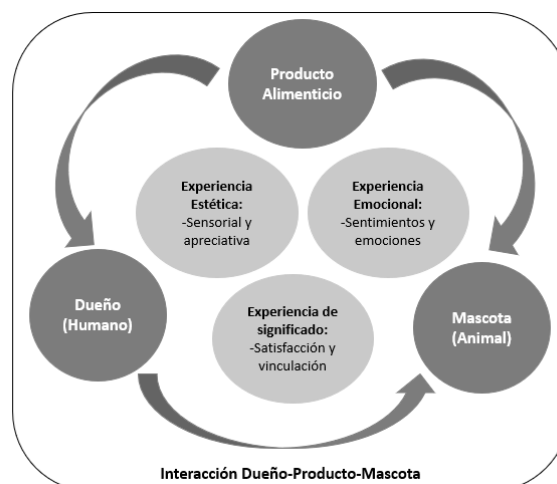 Producto
Alimenticio
Experiencia
Estética:
-Sensorial y
apreciativa
Experiencia
Emocional:
-Sentimientos y
emociones
Dueño
(Humano)
Experiencia de
significado:
-Satisfacción y
vinculación
Mascota
(Animal)
Interacción Dueño-Producto-Mascota